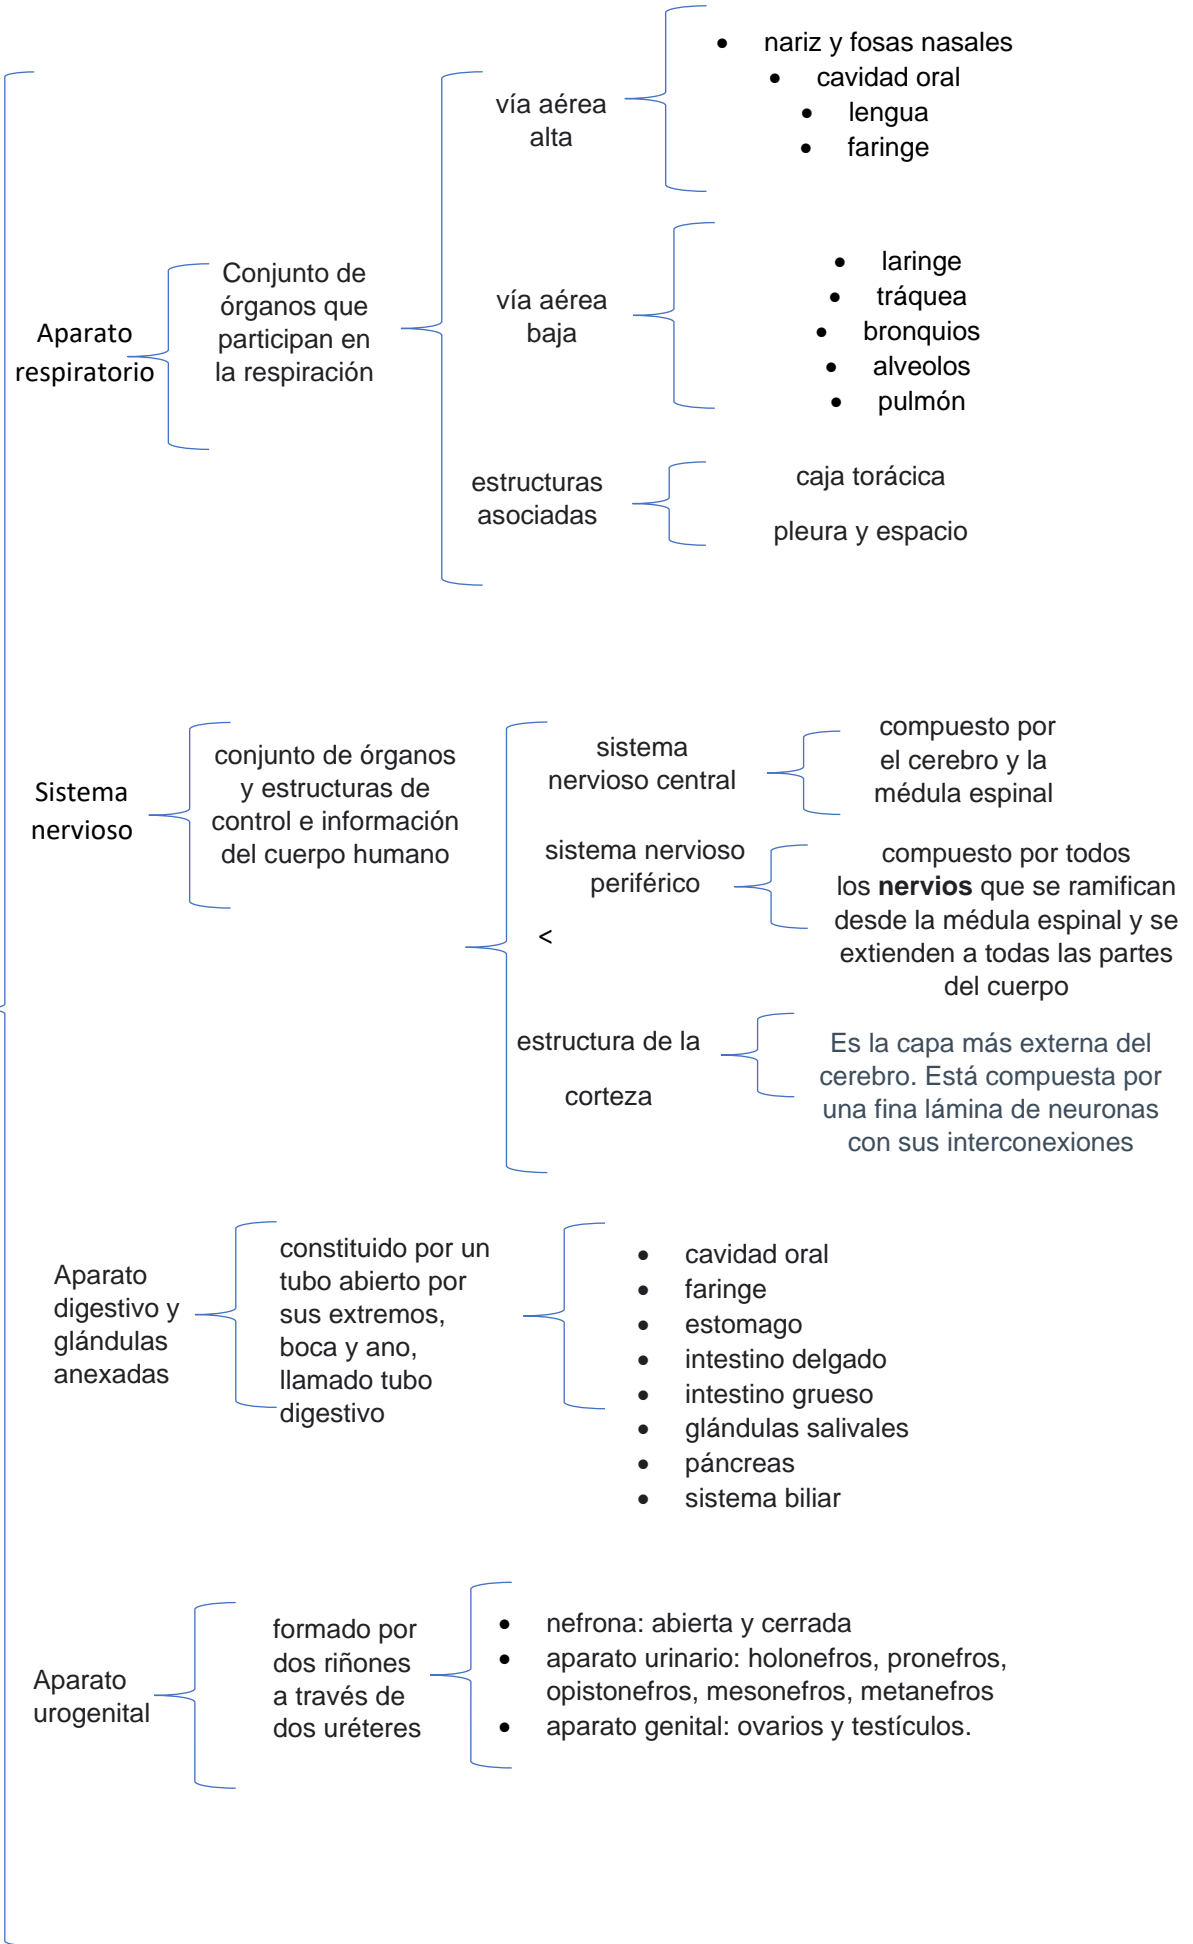 Aparato
respiratorio
Conjunto de
órganos que
participan en
la respiración
vía aérea
alta
• nariz y fosas nasales
• cavidad oral
• lengua
• faringe
vía aérea
baja
• laringe
• tráquea
• bronquios
• alveolos
• pulmón
estructuras
asociadas
caja torácica
pleura y espacio
Sistema
nervioso
conjunto de órganos
y estructuras de
control e información
del cuerpo humano
sistema
nervioso central
compuesto por
el cerebro y la
médula espinal
sistema nervioso
periférico
compuesto por todos
los nervios que se ramifican
desde la médula espinal y se
extienden a todas las partes
del cuerpo
<
estructura de la
corteza
Es la capa más externa del
cerebro. Está compuesta por
una fina lámina de neuronas
con sus interconexiones
Aparato
digestivo y
glándulas
anexadas
constituido por un
tubo abierto por
sus extremos,
boca y ano,
llamado tubo
digestivo
• cavidad oral
• faringe
• estomago
• intestino delgado
• intestino grueso
• glándulas salivales
• páncreas
• sistema biliar
Aparato
urogenital
formado por
dos riñones
a través de
dos uréteres
• nefrona: abierta y cerrada
• aparato urinario: holonefros, pronefros,
opistonefros, mesonefros, metanefros
• aparato genital: ovarios y testículos.